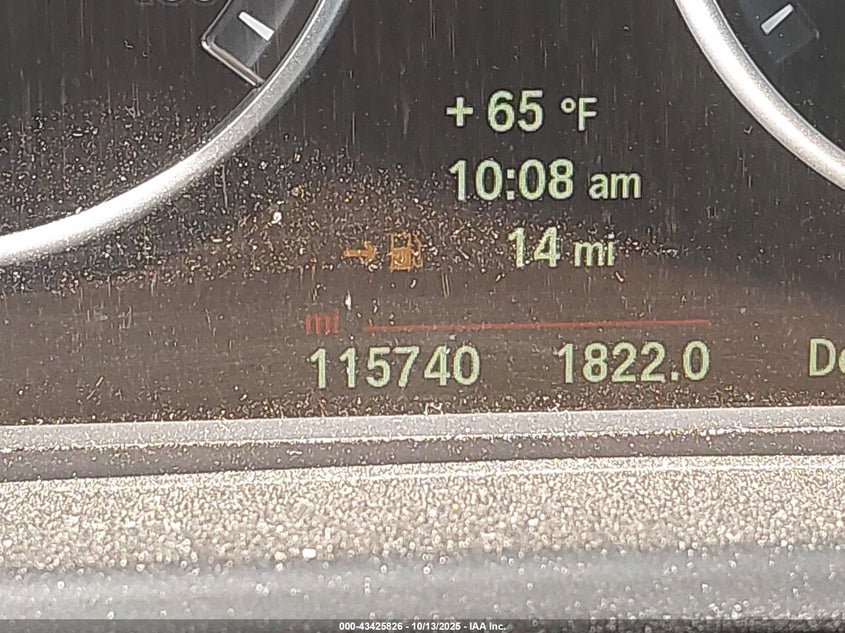 + 65 °F
10:08 am
14 mi
mi
115740 1822.0
000-43425826 - 10/13/2025 - IAA Inc.